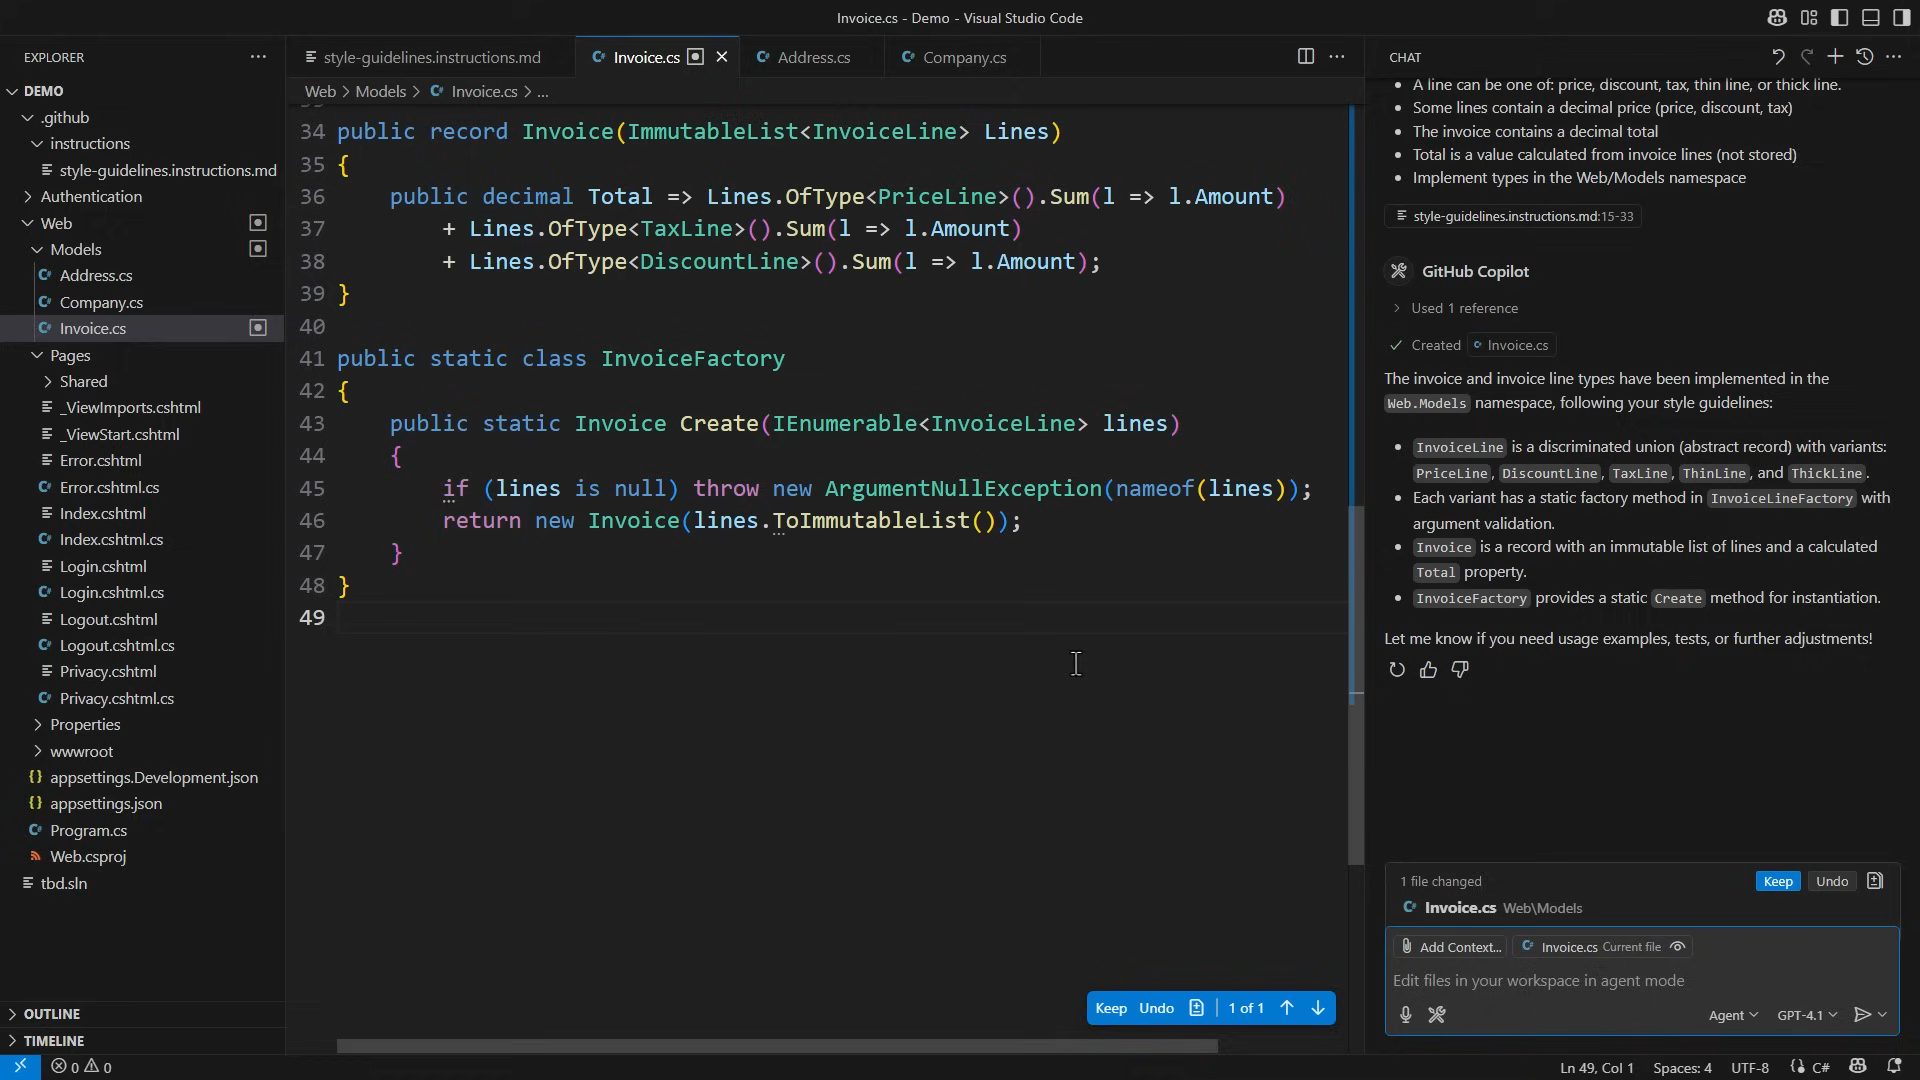 Invoice.cs - Demo - Visual Studio Code
EXPLORER
DEMO
.github
instructions
style-guidelines.instructions.md
Authentication
Web
Models
Address.cs
Company.cs
Invoice.cs
Pages
Shared
_ViewImports.cshtml
_ViewStart.cshtml
Error.cshtml
Error.cshtml.cs
Index.cshtml
Index.cshtml.cs
Login.cshtml
Login.cshtml.cs
Logout.cshtml
Logout.cshtml.cs
Privacy.cshtml
Privacy.cshtml.cs
Properties
wwwroot
appsettings.Development.json
appsettings.json
Program.cs
Web.csproj
tbd.sln
OUTLINE
TIMELINE
style-guidelines.instructions.md
Invoice.cs
Address.cs
Company.cs
Web > Models > Invoice.cs > ...
34 public record Invoice(ImmutableList<InvoiceLine> Lines)
35 {
36     public decimal Total => Lines.OfType<PriceLine>().Sum(l => l.Amount)
37         + Lines.OfType<TaxLine>().Sum(l => l.Amount)
38         + Lines.OfType<DiscountLine>().Sum(l => l.Amount);
39 }
40
41 public static class InvoiceFactory
42 {
43     public static Invoice Create(IEnumerable<InvoiceLine> lines)
44     {
45         if (lines is null) throw new ArgumentNullException(nameof(lines));
46         return new Invoice(lines.ToImmutableList());
47     }
48 }
49
Keep Undo 1 of 1
CHAT
• A line can be one of: price, discount, tax, thin line, or thick line.
• Some lines contain a decimal price (price, discount, tax)
• The invoice contains a decimal total
• Total is a value calculated from invoice lines (not stored)
• Implement types in the Web/Models namespace
style-guidelines.instructions.md:15-33
GitHub Copilot
Used 1 reference
Created Invoice.cs
The invoice and invoice line types have been implemented in the
Web.Models namespace, following your style guidelines:
• InvoiceLine is a discriminated union (abstract record) with variants:
PriceLine, DiscountLine, TaxLine, ThinLine, and ThickLine.
• Each variant has a static factory method in InvoiceLineFactory with
argument validation.
• Invoice is a record with an immutable list of lines and a calculated
Total property.
• InvoiceFactory provides a static Create method for instantiation.
Let me know if you need usage examples, tests, or further adjustments!
1 file changed
Keep Undo
Invoice.cs Web\Models
Add Context...
Invoice.cs Current file
Edit files in your workspace in agent mode
Agent
GPT-4.1
0 0
Ln 49, Col 1
Spaces: 4
UTF-8
{} C#